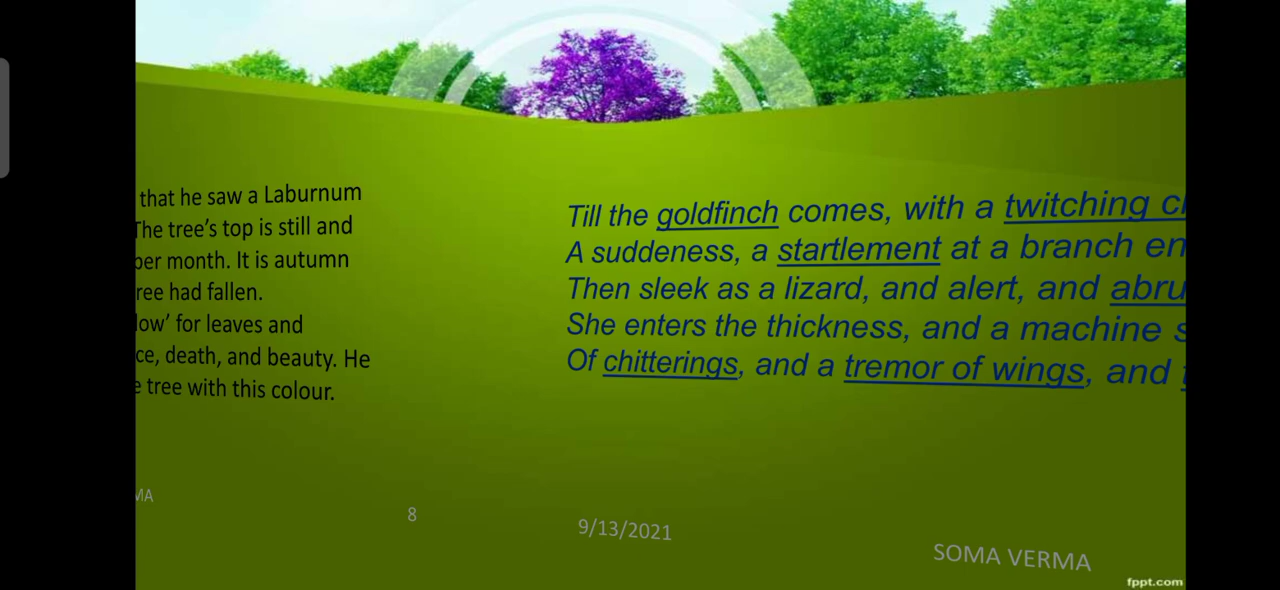 that he saw a Laburnum
The tree's top is still and
ber month. It is autumn
ree had fallen.
low' for leaves and
ce, death, and beauty. He
e tree with this colour.
MA
8
Till the goldfinch comes, with a twitching
A suddeness, a startlement at a branch en
Then sleek as a lizard, and alert, and abru
She enters the thickness, and a machine s
Of chitterings, and a tremor of wings, and
9/13/2021
SOMA VERMA
fppt.com